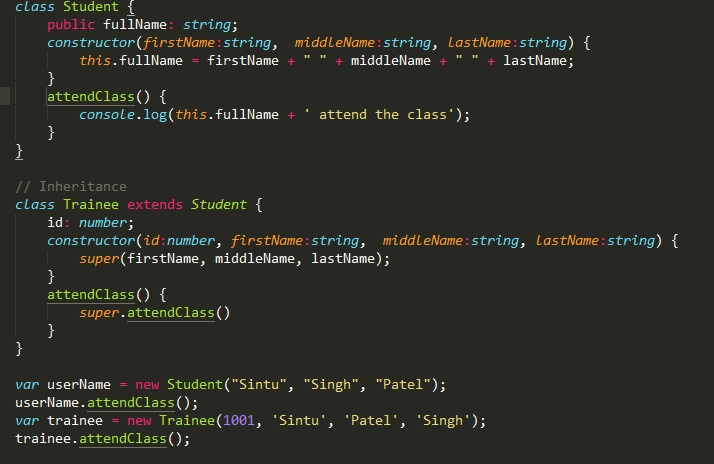 class Student {
    public fullName: string;
    constructor(firstName:string,  middleName:string, lastName:string) {
        this.fullName = firstName + " " + middleName + " " + lastName;
    }
    attendClass() {
        console.log(this.fullName + ' attend the class');
    }
}

// Inheritance
class Trainee extends Student {
    id: number;
    constructor(id:number, firstName:string,  middleName:string, lastName:string) {
        super(firstName, middleName, lastName);
    }
    attendClass() {
        super.attendClass()
    }
}

var userName = new Student("Sintu", "Singh", "Patel");
userName.attendClass();
var trainee = new Trainee(1001, 'Sintu', 'Patel', 'Singh');
trainee.attendClass();